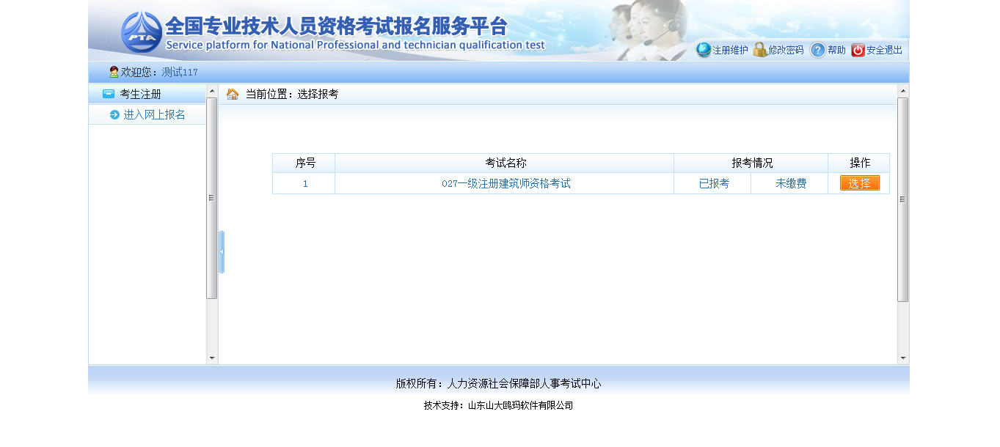 全国专业技术人员资格考试报名服务平台
Service platform for National Professional and technician qualification test
PTA
注册维护 修改密码 ? 帮助 安全退出
欢迎您：测试117
考生注册
当前位置：选择报考
进入网上报名
序号 考试名称 报考情况 操作
1 027一级注册建筑师资格考试 已报考 未缴费 选择
版权所有：人力资源社会保障部人事考试中心
技术支持：山东山大鸥玛软件有限公司